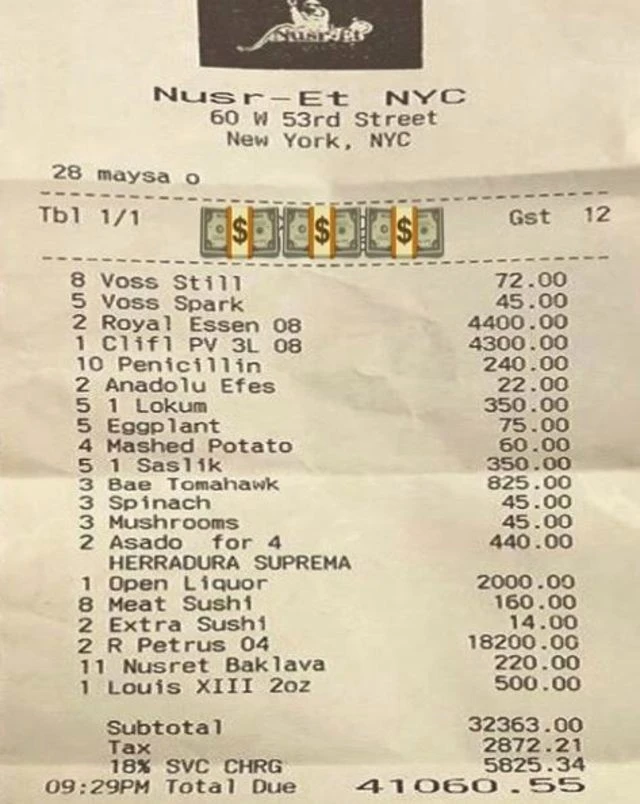 Nusr-Et
Nusr-Et NYC
60 W 53rd Street
New York, NYC
28 maysa o
Tbl 1/1 Gst 12
8 Voss Still 72.00
5 Voss Spark 45.00
2 Royal Essen 08 4400.00
1 Clifl PV 3L 08 4300.00
10 Penicillin 240.00
2 Anadolu Efes 22.00
5 1 Lokum 350.00
5 Eggplant 75.00
4 Mashed Potato 60.00
5 1 Saslik 350.00
3 Bae Tomahawk 825.00
3 Spinach 45.00
3 Mushrooms 45.00
2 Asado for 4 440.00
HERRADURA SUPREMA
1 Open Liquor 2000.00
8 Meat Sushi 160.00
2 Extra Sushi 14.00
2 R Petrus 04 18200.00
11 Nusret Baklava 220.00
1 Louis XIII 2oz 500.00
Subtotal 32363.00
Tax 2872.21
18% SVC CHRG 5825.34
09:29PM Total Due 41060.55